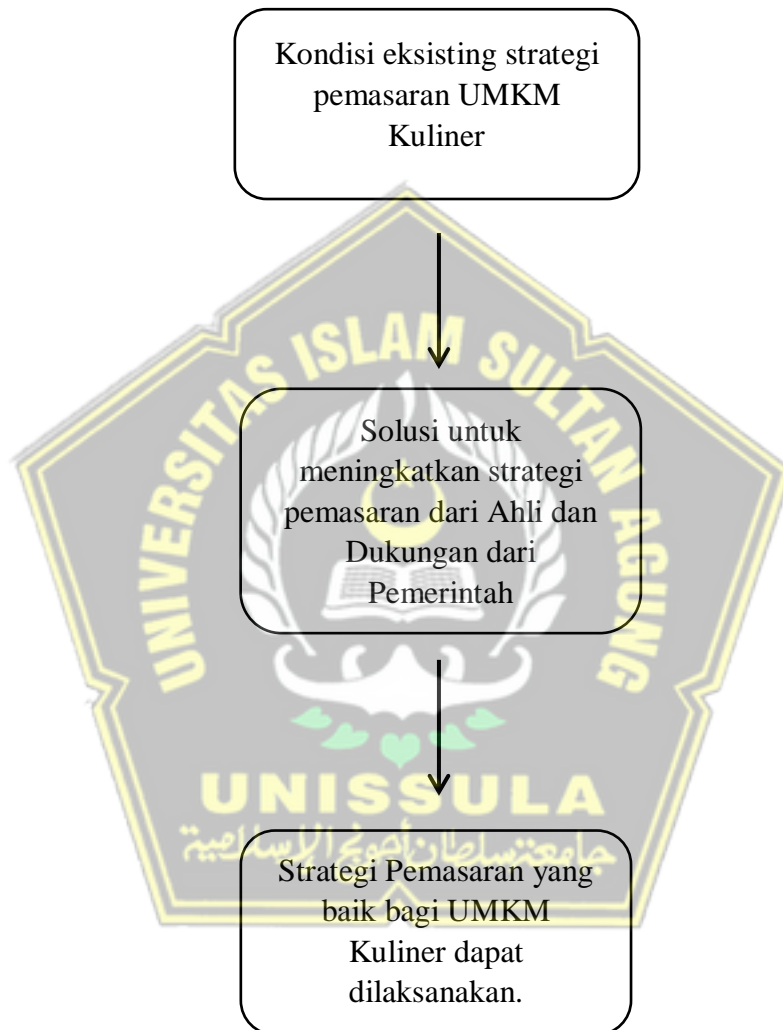 Kondisi eksisting strategi
pemasaran UMKM
Kuliner
UNIVERSITAS ISLAM SULTAN AGUNG
Solusi untuk
meningkatkan strategi
pemasaran dari Ahli dan
Dukungan dari
Pemerintah
UNISSULA
جامعة سلطان أجونج الإسلامية
Strategi Pemasaran yang
baik bagi UMKM
Kuliner dapat
dilaksanakan.